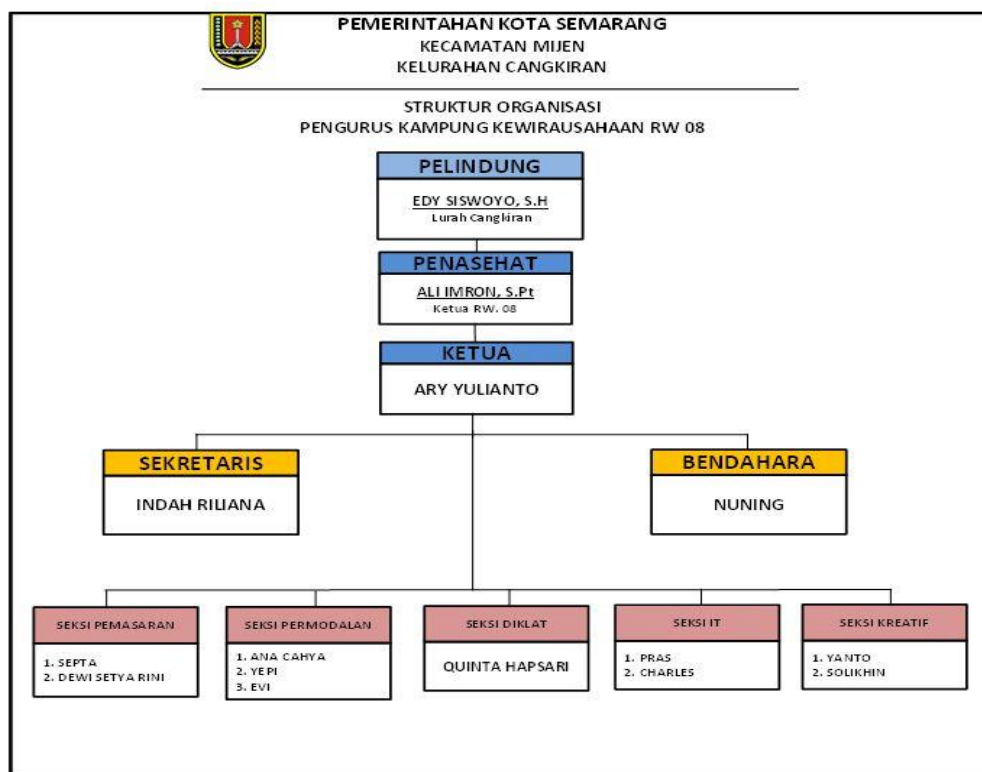 PEMERINTAHAN KOTA SEMARANG
KECAMATAN MIJEN
KELURAHAN CANGKIRAN
STRUKTUR ORGANISASI
PENGURUS KAMPUNG KEWIRAUSAHAAN RW 08
PELINDUNG
EDY SISWOYO, S.H
Lurah Cangkiran
PENASEHAT
ALI IMRON, S.Pt
Ketua RW. 08
KETUA
ARY YULIANTO
SEKRETARIS
INDAH RILIANA
BENDAHARA
NUNING
SEKSI PEMASARAN
1. SEPTA
2. DEWI SETYA RINI
SEKSI PERMODALAN
1. ANA CAHYA
2. YEPI
3. EVI
SEKSI DIKLAT
QUINTA HAPSARI
SEKSI IT
1. PRAS
2. CHARLES
SEKSI KREATIF
1. YANTO
2. SOLIKHIN